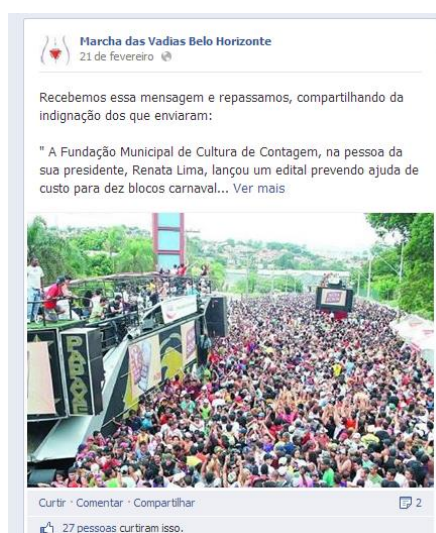 Marcha das Vadias Belo Horizonte
21 de fevereiro
Recebemos essa mensagem e repassamos, compartilhando da
indignação dos que enviaram:
" A Fundação Municipal de Cultura de Contagem, na pessoa da
sua presidente, Renata Lima, lançou um edital prevendo ajuda de
custo para dez blocos carnaval... Ver mais
Curtir · Comentar · Compartilhar 2
27 pessoas curtiram isso.